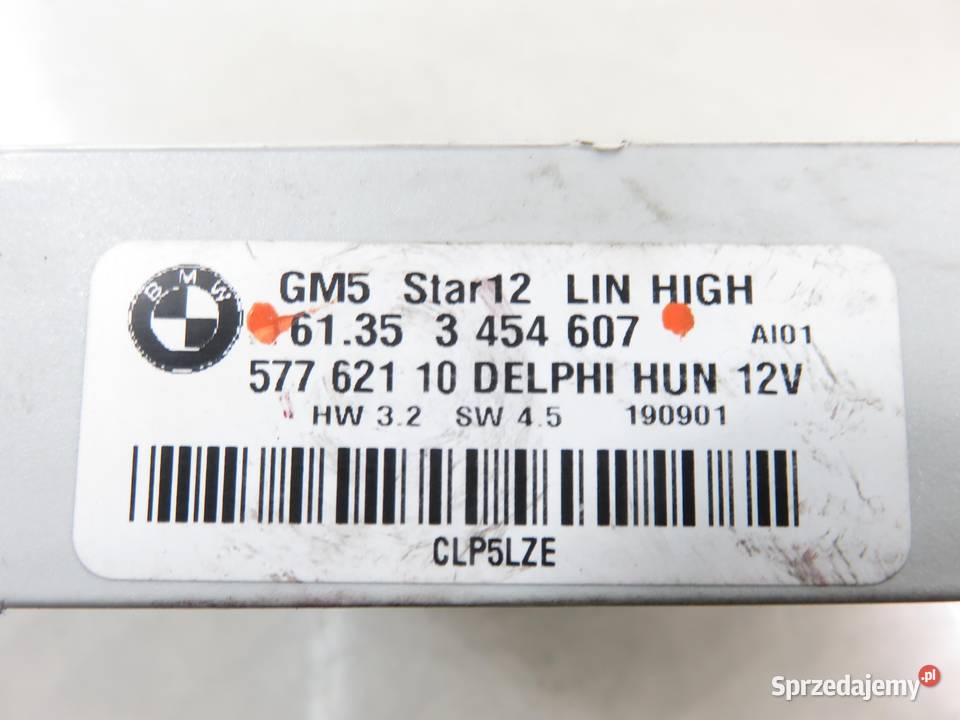 BMW
GM5 Star12 LIN HIGH
61.35 3 454 607 AI01
577 621 10 DELPHI HUN 12V
HW 3.2 SW 4.5 190901
CLP5LZE
Sprzedajemy.pl